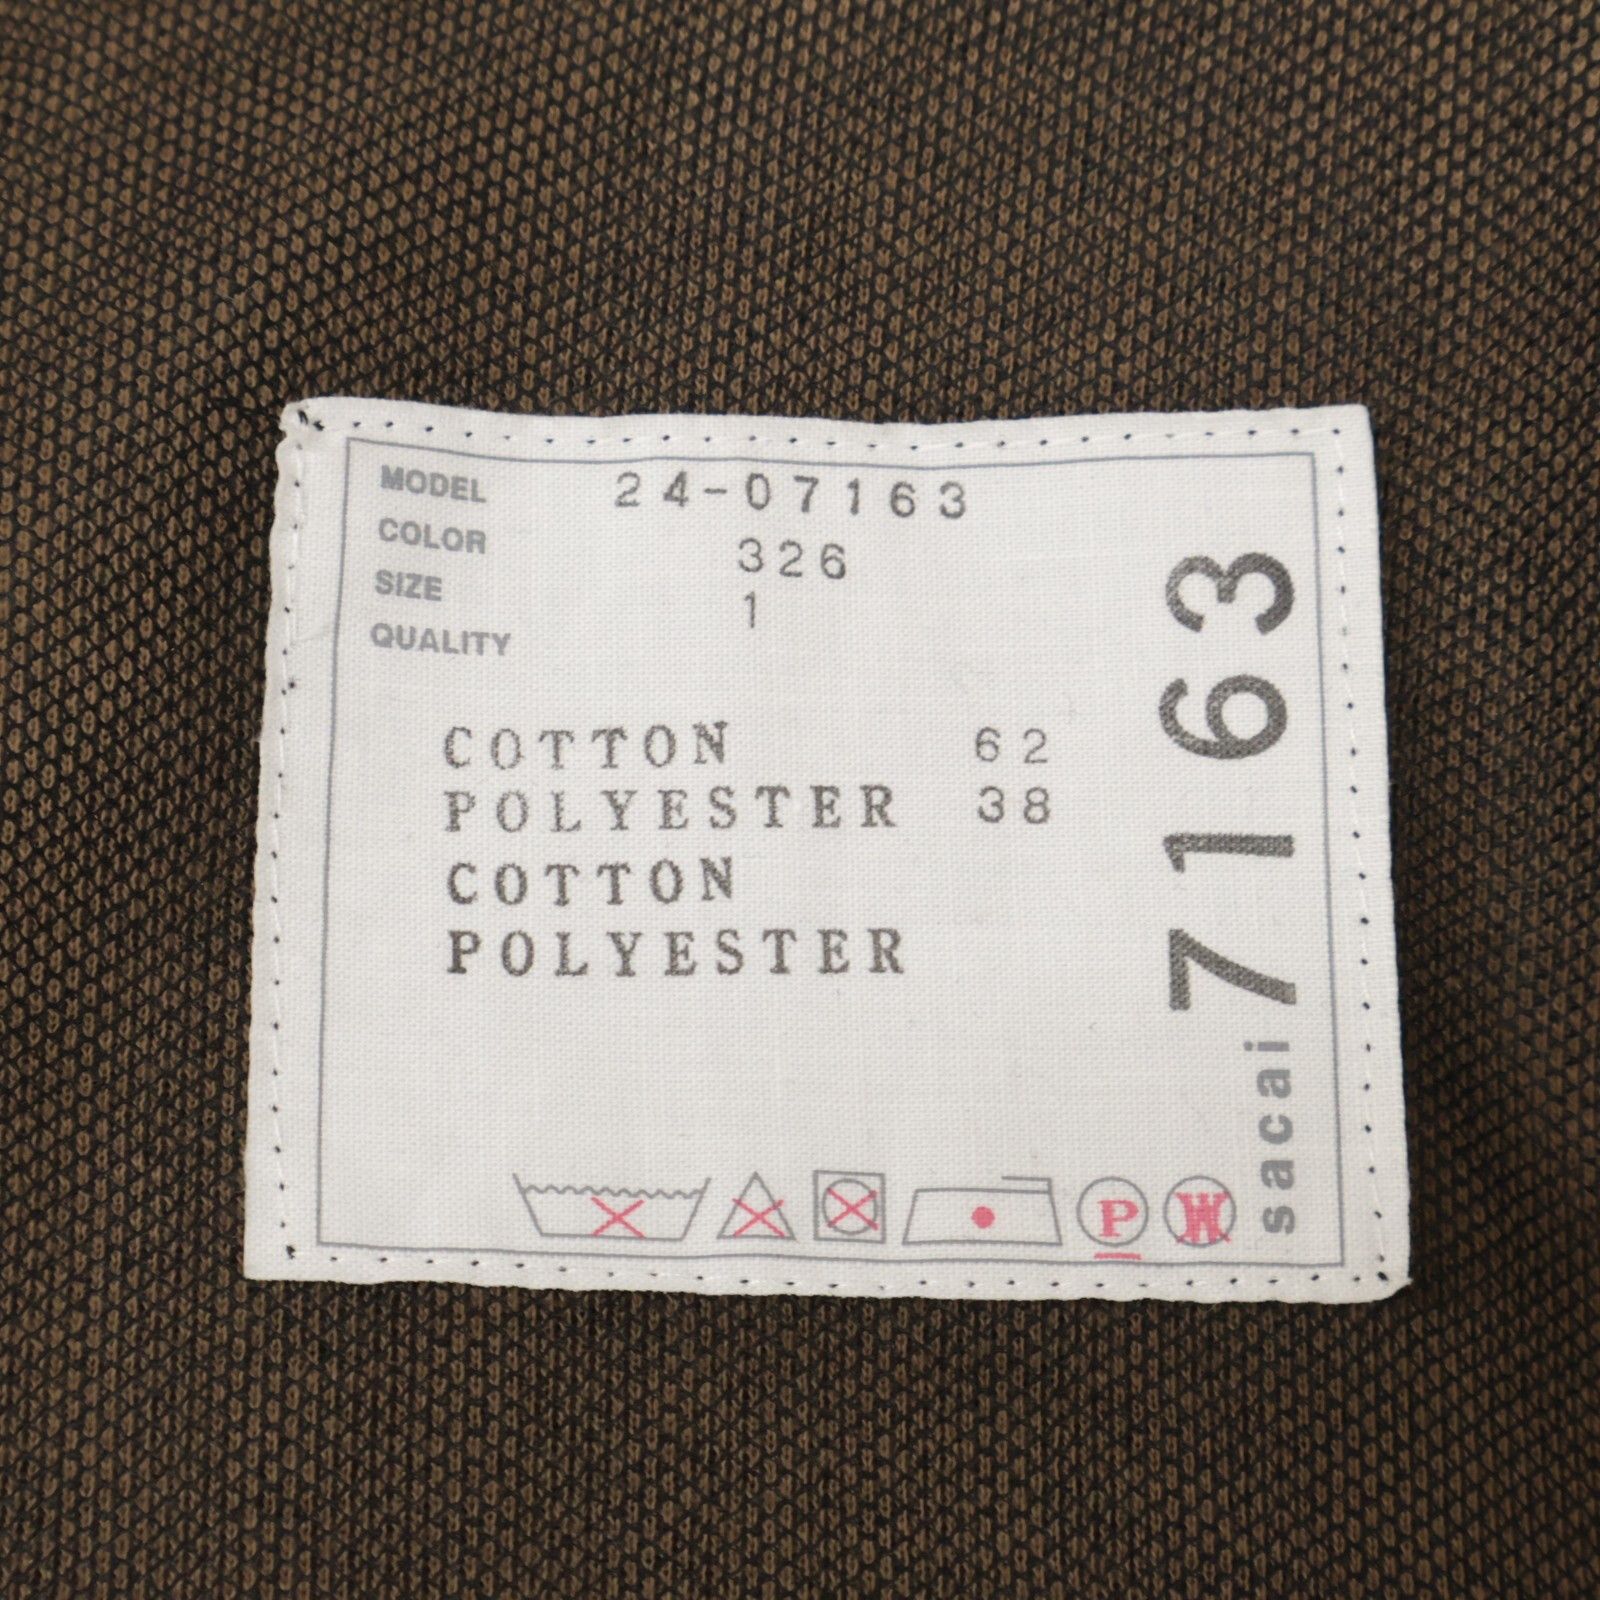 MODEL 24-07163
COLOR 326
SIZE 1
QUALITY
COTTON 62
POLYESTER 38
COTTON
POLYESTER
P W
sacai 7163